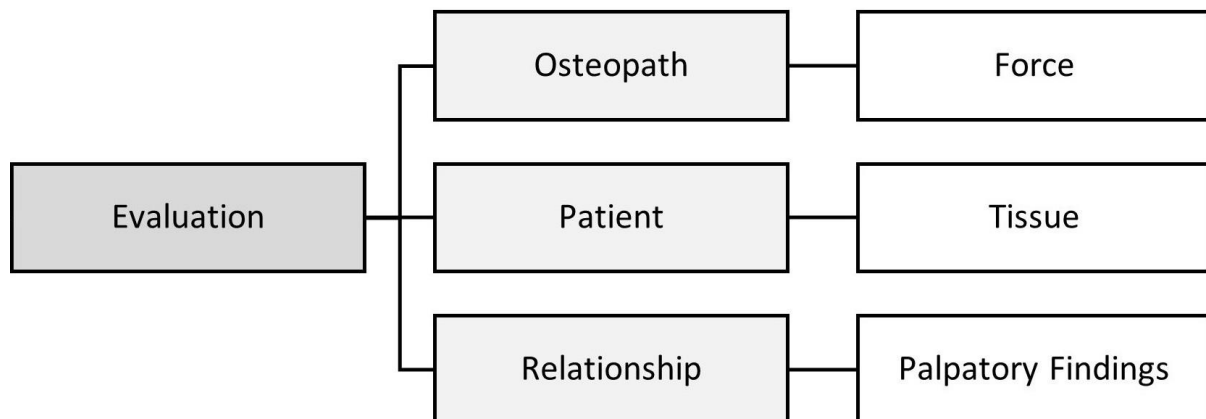 Osteopath
Force
Evaluation
Patient
Tissue
Relationship
Palpatory Findings